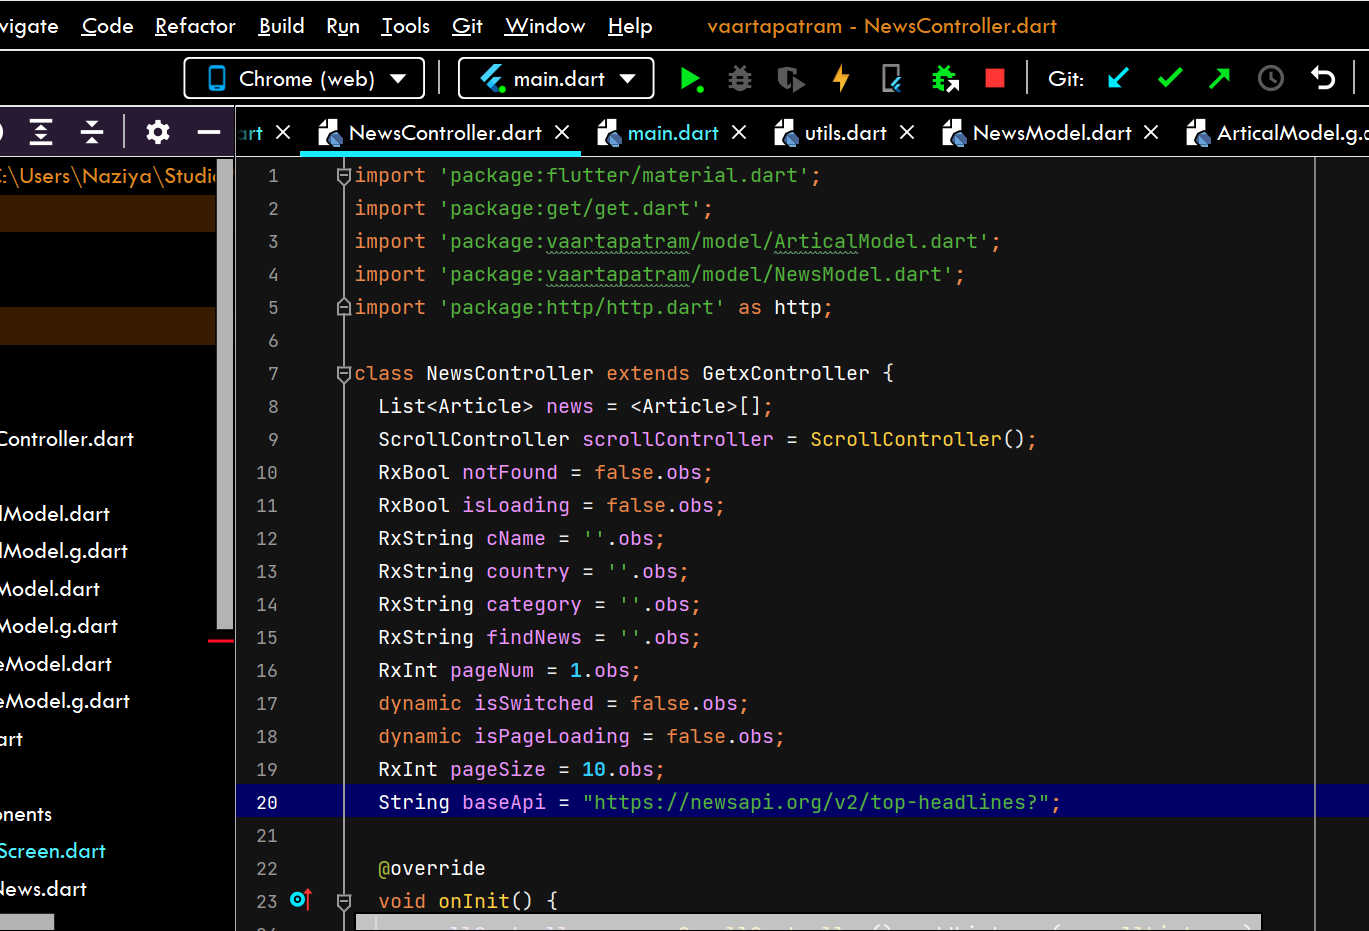 vigate Code Refactor Build Run Tools Git Window Help vaartapatram - NewsController.dart
Chrome (web) main.dart Git:
art NewsController.dart main.dart utils.dart NewsModel.dart ArticalModel.g.d
:\Users\Naziya\Studi
Controller.dart
lModel.dart
lModel.g.dart
Model.dart
Model.g.dart
eModel.dart
eModel.g.dart
art
onents
Screen.dart
News.dart
1 import 'package:flutter/material.dart';
2 import 'package:get/get.dart';
3 import 'package:vaartapatram/model/ArticalModel.dart';
4 import 'package:vaartapatram/model/NewsModel.dart';
5 import 'package:http/http.dart' as http;
6
7 class NewsController extends GetxController {
8 List<Article> news = <Article>[];
9 ScrollController scrollController = ScrollController();
10 RxBool notFound = false.obs;
11 RxBool isLoading = false.obs;
12 RxString cName = ''.obs;
13 RxString country = ''.obs;
14 RxString category = ''.obs;
15 RxString findNews = ''.obs;
16 RxInt pageNum = 1.obs;
17 dynamic isSwitched = false.obs;
18 dynamic isPageLoading = false.obs;
19 RxInt pageSize = 10.obs;
20 String baseApi = "https://newsapi.org/v2/top-headlines?";
21
22 @override
23 void onInit() {